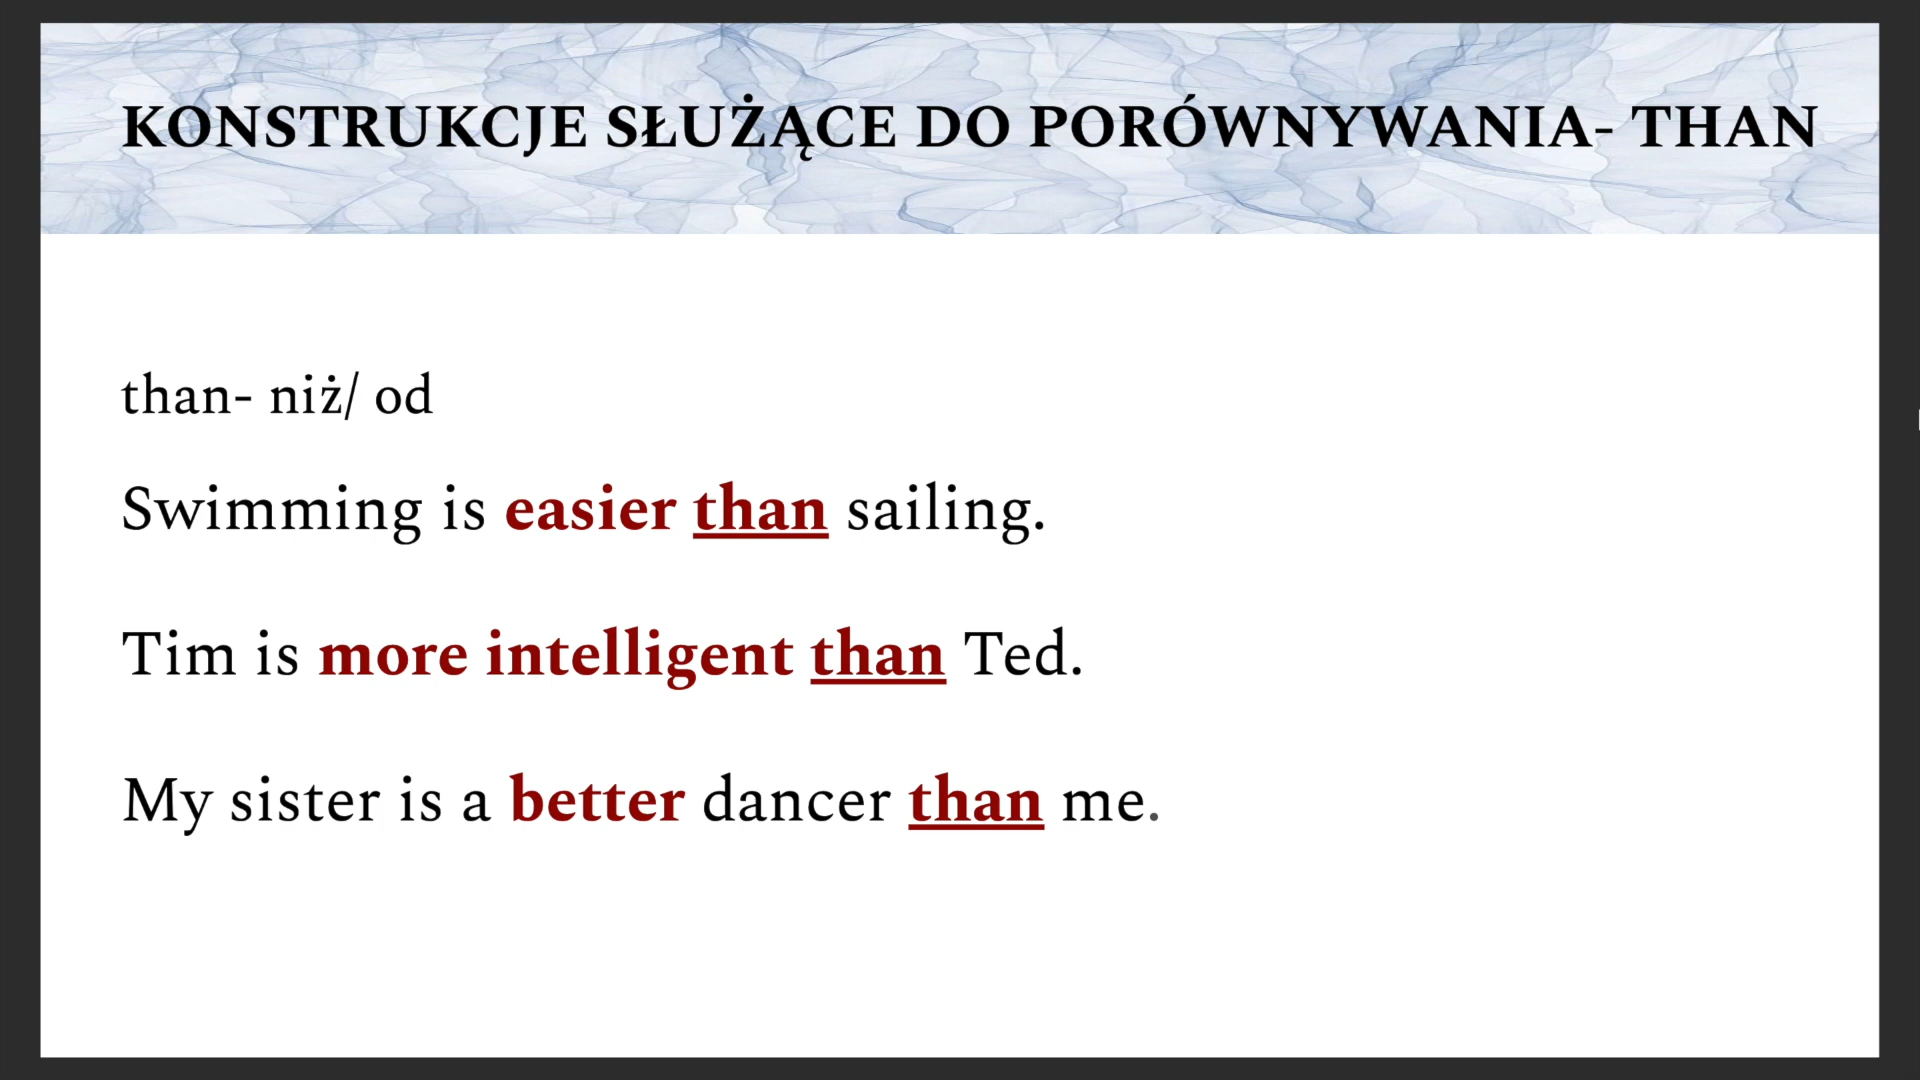 KONSTRUKCJE SŁUŻĄCE DO PORÓWNYWANIA- THAN
than- niż/ od
Swimming is easier than sailing.
Tim is more intelligent than Ted.
My sister is a better dancer than me.